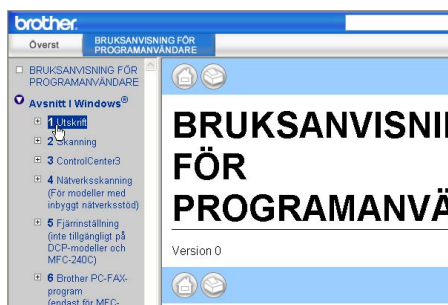 brother.
Överst
BRUKSANVISNING FÖR
PROGRAMANVÄNDARE
BRUKSANVISNING FÖR
PROGRAMANVÄNDARE
Avsnitt I Windows®
1 Utskrift
2 Skanning
3 ControlCenter3
4 Nätverksskanning
(För modeller med
inbyggt nätverksstöd)
5 Fjärrinställning
(inte tillgängligt på
DCP-modeller och
MFC-240C)
6 Brother PC-FAX-
program
(endast för MFC-
BRUKSANVISNI
FÖR
PROGRAMANVÄ
Version 0